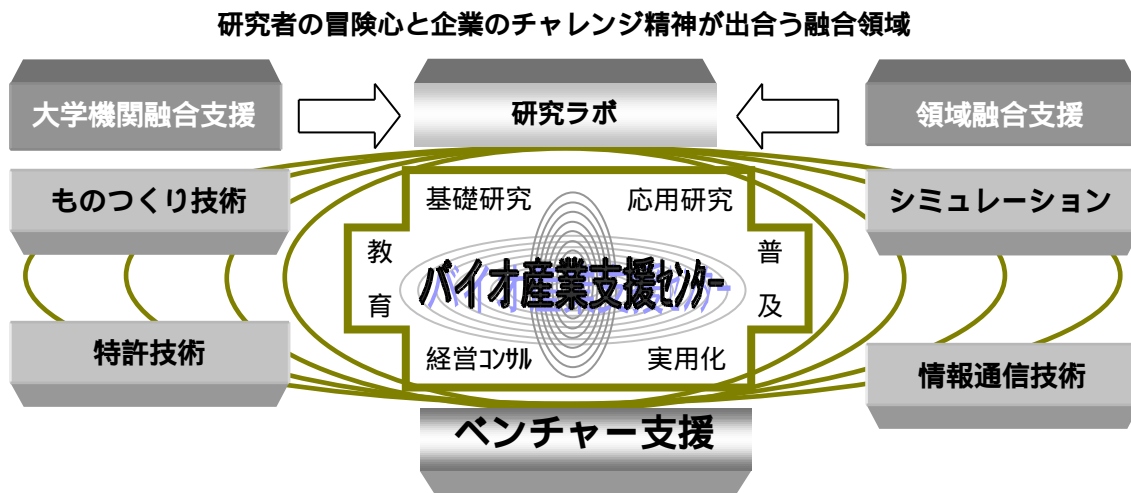 研究者の冒険心と企業のチャレンジ精神が出合う融合領域
大学機関融合支援
研究ラボ
領域融合支援
ものつくり技術
シミュレーション
基礎研究
応用研究
教育
普及
バイオ産業支援センター
経営コンサル
実用化
特許技術
情報通信技術
ベンチャー支援